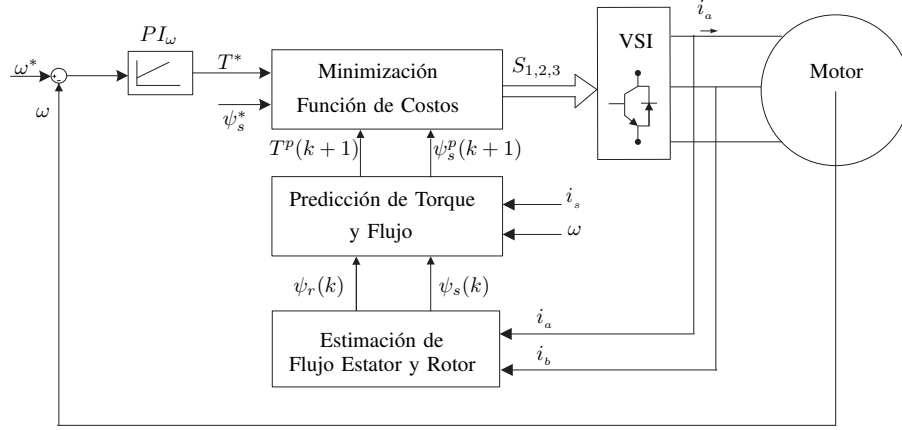 i_a
PI_ω
VSI
ω*
T*
Minimización
Función de Costos
S_{1,2,3}
Motor
ω
ψ_s^*
T^p(k+1)
ψ_s^p(k+1)
Predicción de Torque
y Flujo
i_s
ω
ψ_r(k)
ψ_s(k)
Estimación de
Flujo Estator y Rotor
i_a
i_b